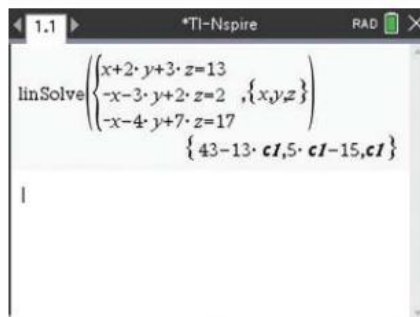 1.1 *TI-Nspire RAD
x+2·y+3·z=13
linSolve -x-3·y+2·z=2 ,{x,y,z}
-x-4·y+7·z=17
{43-13·c1,5·c1-15,c1}